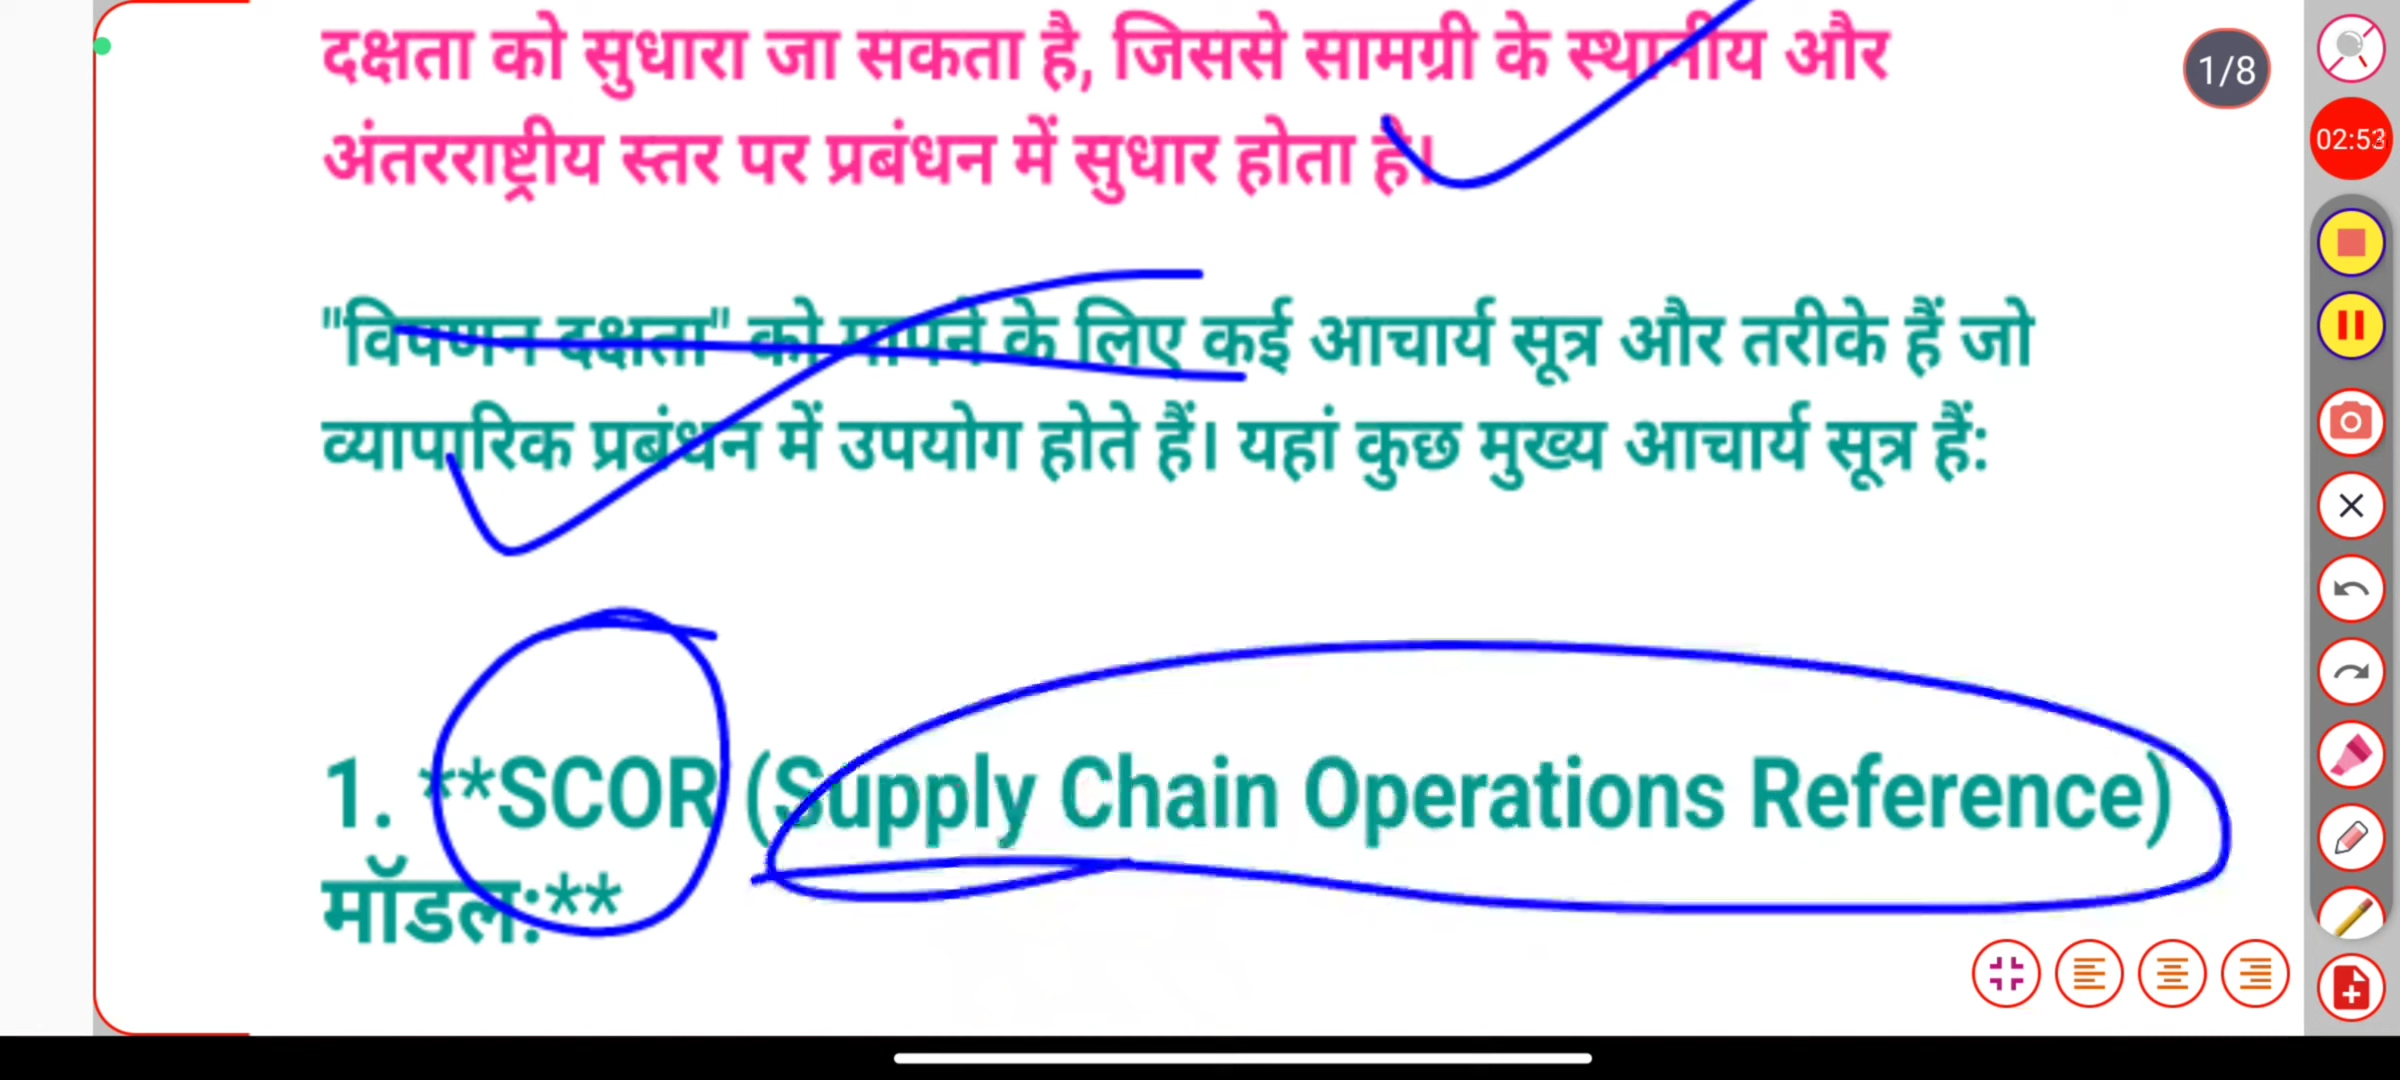 दक्षता को सुधारा जा सकता है, जिससे सामग्री के स्थानीय और
1/8
02:53
अंतरराष्ट्रीय स्तर पर प्रबंधन में सुधार होता है।
"विपणन दक्षता" को मापने के लिए कई आचार्य सूत्र और तरीके हैं जो
व्यापारिक प्रबंधन में उपयोग होते हैं। यहां कुछ मुख्य आचार्य सूत्र हैं:
1. **SCOR (Supply Chain Operations Reference)
मॉडल:**